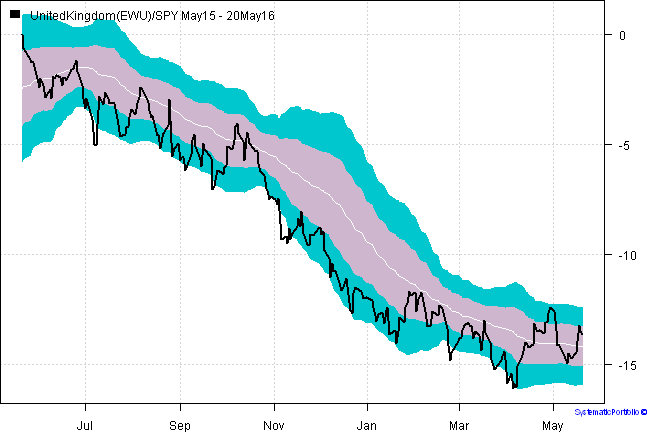 UnitedKingdom(EWU)/SPY May15 - 20May16
0
-5
-10
-15
Jul Sep Nov Jan Mar May
SystematicPortfolio ©